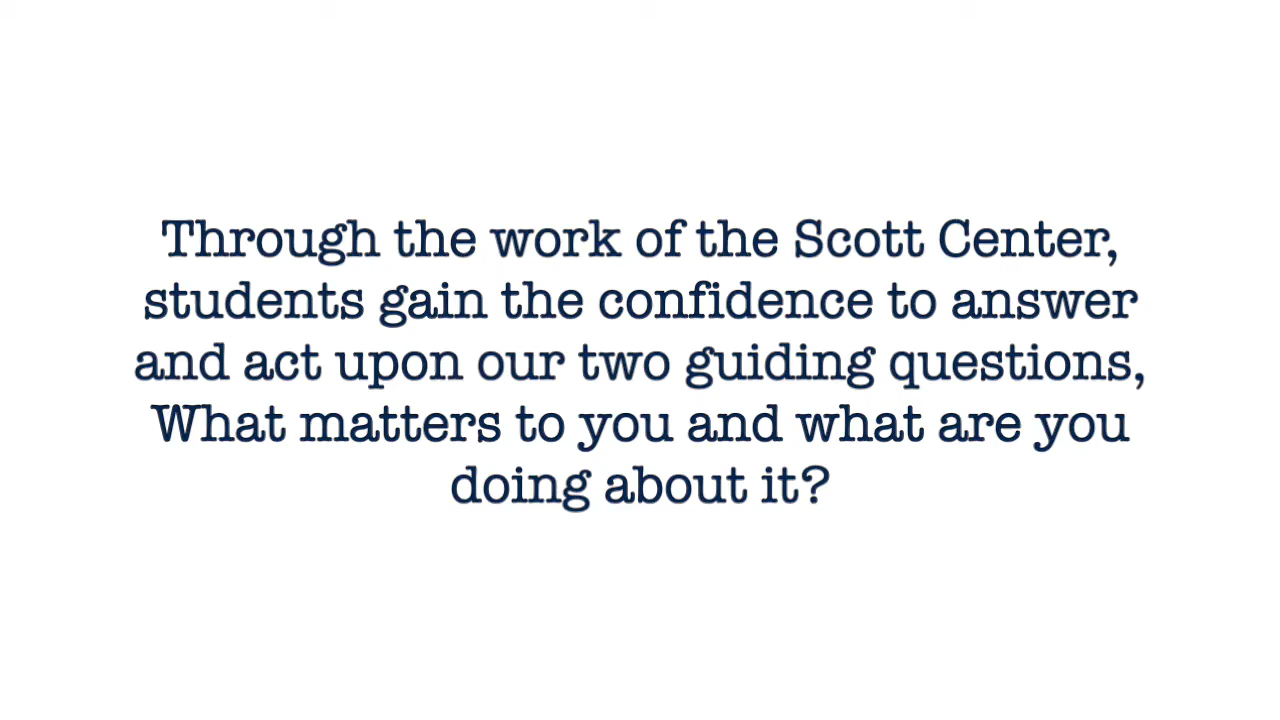 Through the work of the Scott Center,
students gain the confidence to answer
and act upon our two guiding questions,
What matters to you and what are you
doing about it?